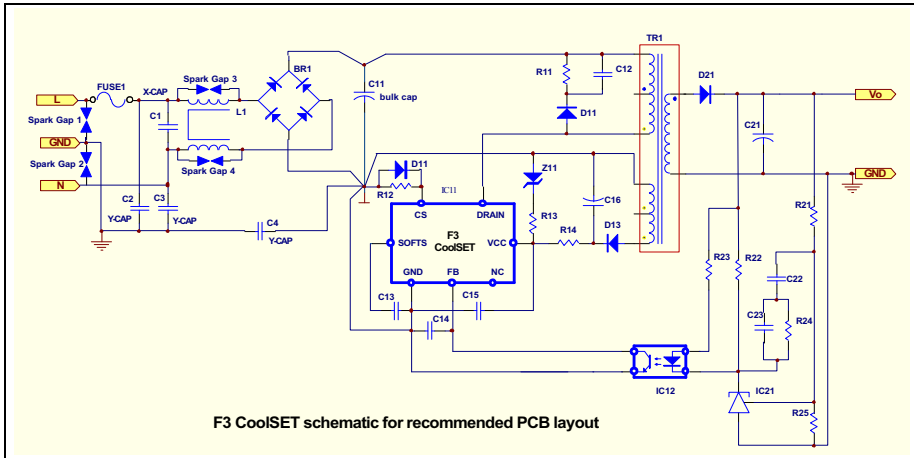 TR1
Spark Gap 3
BR1
FUSE1
X-CAP
C11
bulk cap
R11
C12
D21
L
L1
Vo
Spark Gap 1
C1
D11
C21
GND
Spark Gap 2
Spark Gap 4
D11
Z11
N
R12
IC11
C16
GND
CS
DRAIN
C2
C3
R13
R21
Y-CAP
Y-CAP
C4
F3
CoolSET
D13
Y-CAP
SOFTS
VCC
R14
R23
R22
GND
FB
NC
C22
C13
C15
C14
C23
R24
IC12
IC21
F3 CoolSET schematic for recommended PCB layout
R25